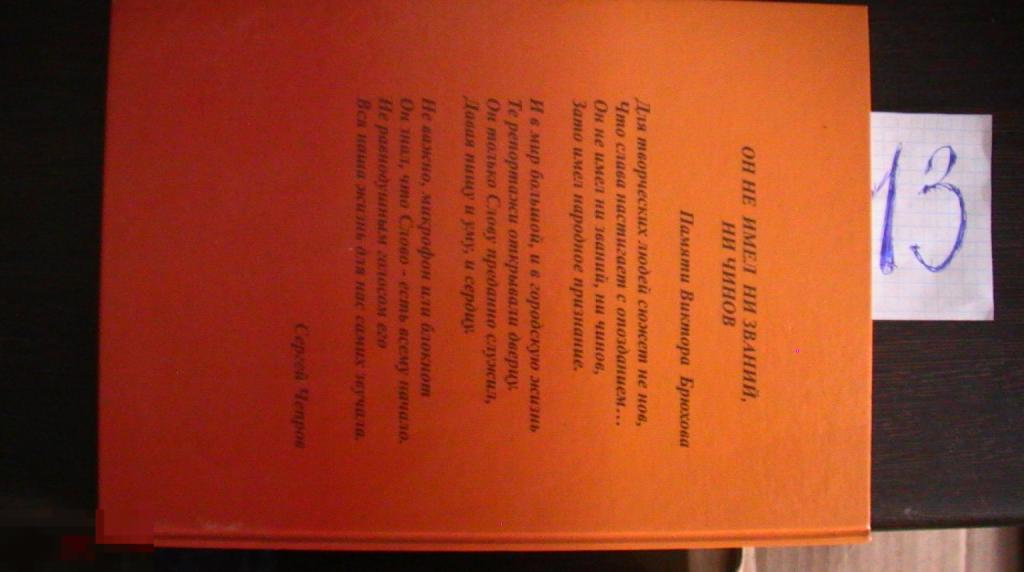 ОН НЕ ИМЕЛ НИ ЗВАНИЙ,
НИ ЧИНОВ
Памяти Виктора Брюхова
Для творческих людей сюжет не нов,
Что слава настигает с опозданием...
Он не имел ни званий, ни чинов,
Зато имел народное признание.
И в мир большой, и в городскую жизнь
Те репортажи открывали дверцу.
Он только Слову преданно служил,
Давая пищу и уму, и сердцу.
Не важно, микрофон или блокнот
Он знал, что Слово - есть всему начало.
Не равнодушным голосом его
Вся наша жизнь для нас самих звучала.
Сергей Чепров
13